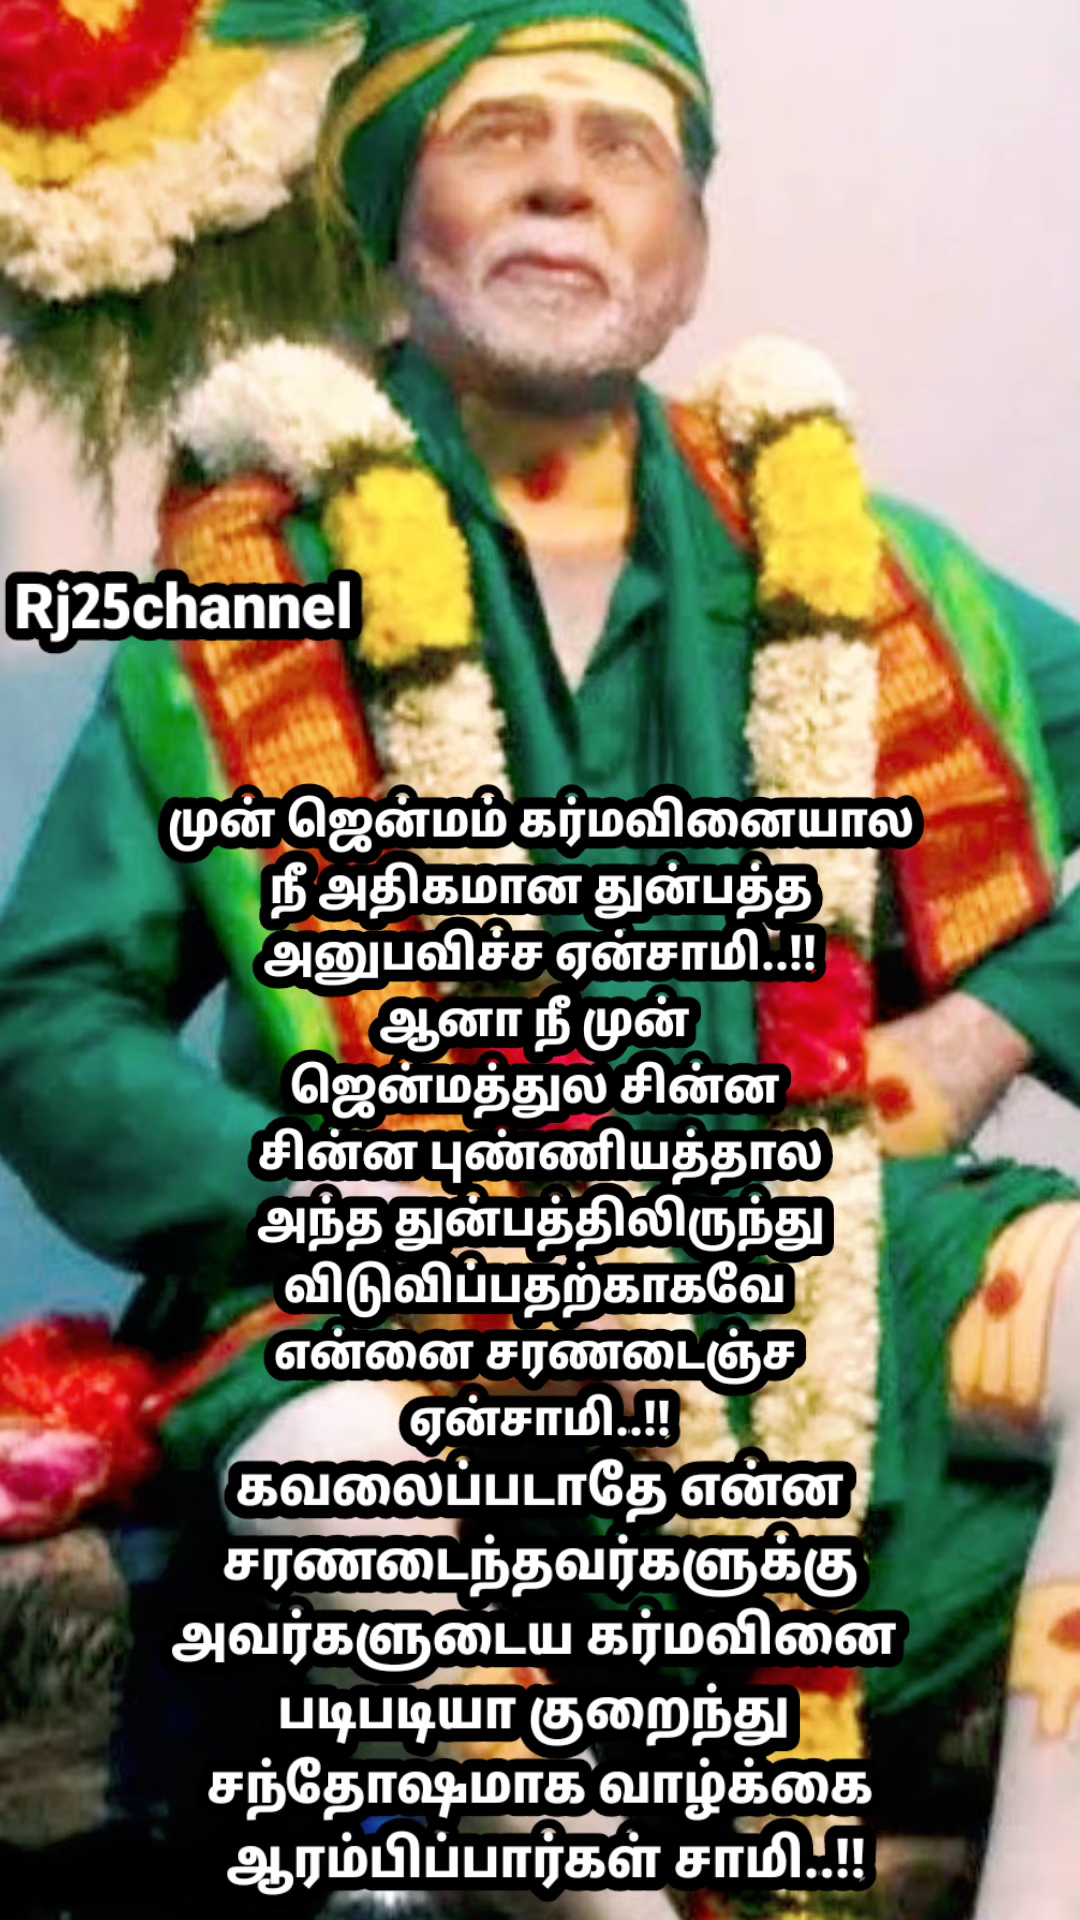 Rj25channel
முன் ஜென்மம் கர்மவினையால
நீ அதிகமான துன்பத்த
அனுபவிச்ச ஏன்சாமி..!!
ஆனா நீ முன்
ஜென்மத்துல சின்ன
சின்ன புண்ணியத்தால
அந்த துன்பத்திலிருந்து
விடுவிப்பதற்காகவே
என்னை சரணடைஞ்ச
ஏன்சாமி..!!
கவலைப்படாதே என்ன
சரணடைந்தவர்களுக்கு
அவர்களுடைய கர்மவினை
படிபடியா குறைந்து
சந்தோஷமாக வாழ்க்கை
ஆரம்பிப்பார்கள் சாமி..!!